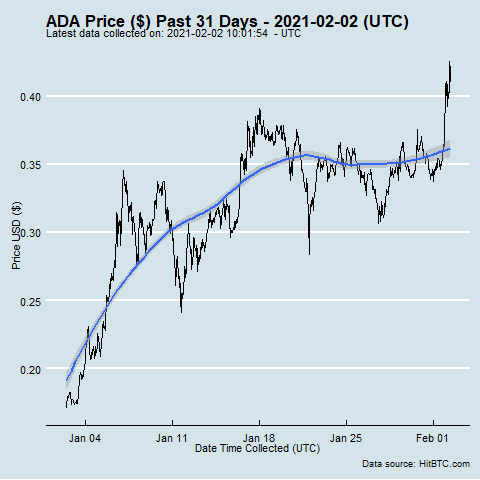 ADA Price ($) Past 31 Days - 2021-02-02 (UTC)
Latest data collected on: 2021-02-02 10:01:54 - UTC
Price USD ($)
0.40
0.35
0.30
0.25
0.20
Jan 04 Jan 11 Jan 18 Jan 25 Feb 01
Date Time Collected (UTC)
Data source: HitBTC.com